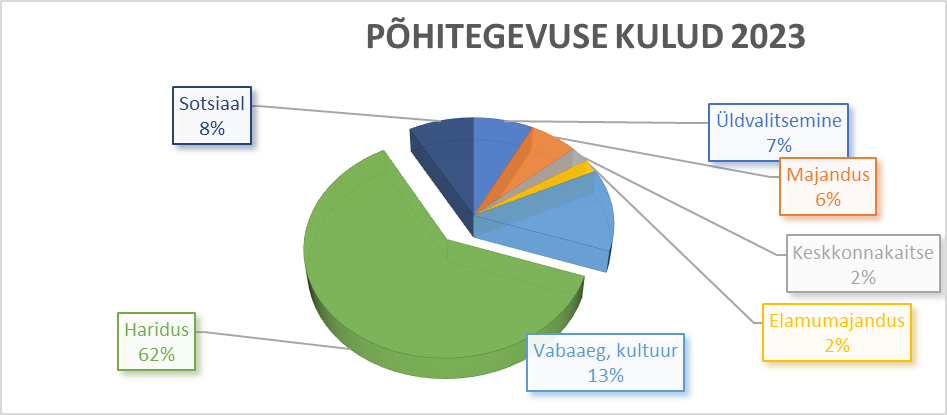 PÕHITEGEVUSE KULUD 2023
Sotsiaal
8%
Üldvalitsemine
7%
Majandus
6%
Keskkonnakaitse
2%
Elamumajandus
2%
Vabaaeg, kultuur
13%
Haridus
62%